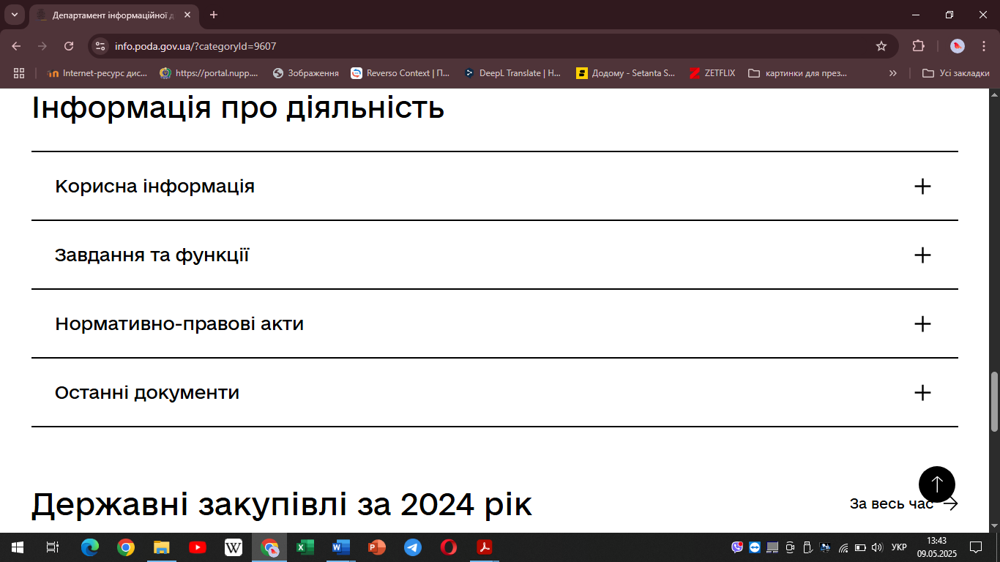 Департамент інформаційної д
info.poda.gov.ua/?categoryId=9607
Internet-ресурс дис...
https://portal.nupp....
Зображення
Reverso Context | П...
DeepL Translate | Н...
Додому - Setanta S...
ZETFLIX
картинки для през...
Усі закладки
Інформація про діяльність
Корисна інформація
Завдання та функції
Нормативно-правові акти
Останні документи
Державні закупівлі за 2024 рік
За весь час
УКР
13:43
09.05.2025